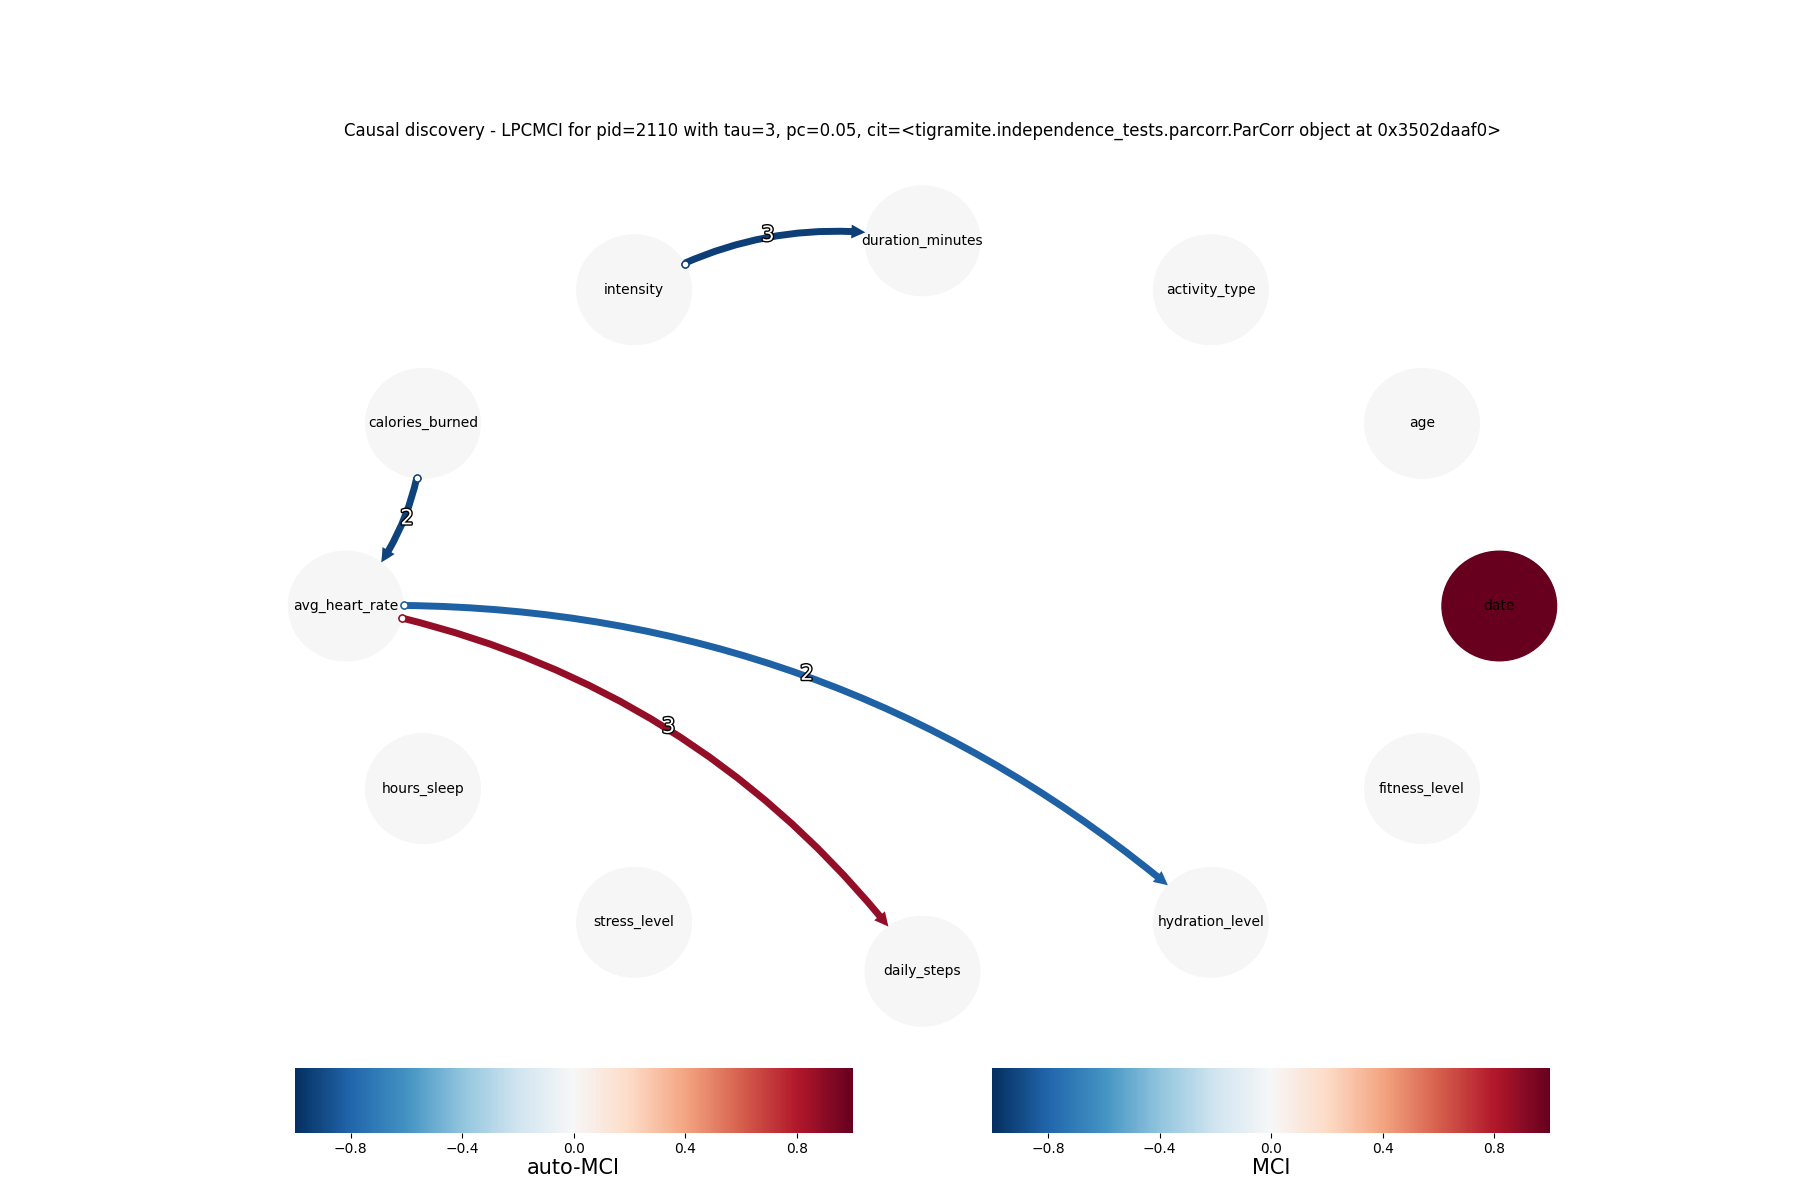 Causal discovery - LPCMCI for pid=2110 with tau=3, pc=0.05, cit=<tigramite.independence_tests.parcorr.ParCorr object at 0x3502daaf0>
3
duration_minutes
intensity
activity_type
calories_burned
age
2
avg_heart_rate
date
2
3
hours_sleep
fitness_level
stress_level
hydration_level
daily_steps
−0.8 −0.4 0.0 0.4 0.8
auto-MCI
−0.8 −0.4 0.0 0.4 0.8
MCI